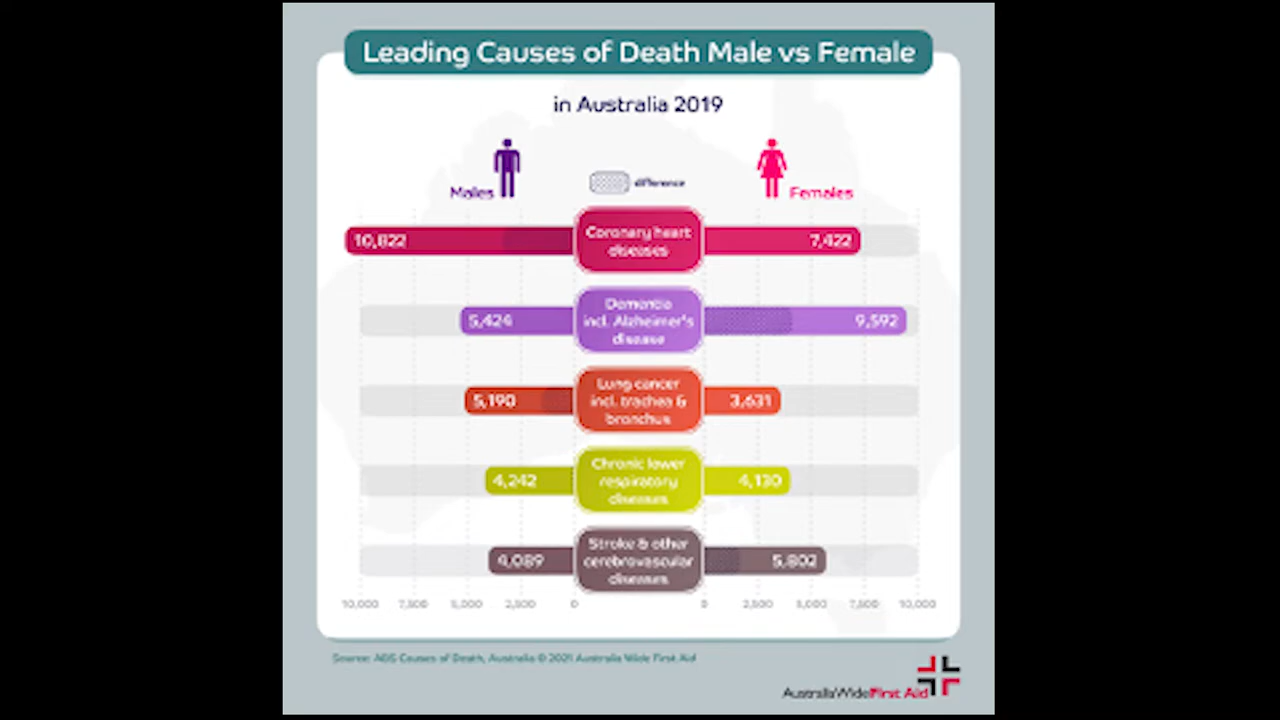 Leading Causes of Death Male vs Female
in Australia 2019
Males
difference
Females
10,822
Coronary heart
diseases
7,422
5,424
Dementia
incl. Alzheimer's
disease
9,592
5,190
Lung cancer
incl. trachea &
bronchus
3,631
4,242
Chronic lower
respiratory
diseases
4,130
4,089
Stroke & other
cerebrovascular
diseases
5,802
10,000 7,500 5,000 2,500 0 0 2,500 5,000 7,500 10,000
Source: ABS Causes of Death, Australia © 2021 Australia Wide First Aid
AustraliaWideFirst Aid